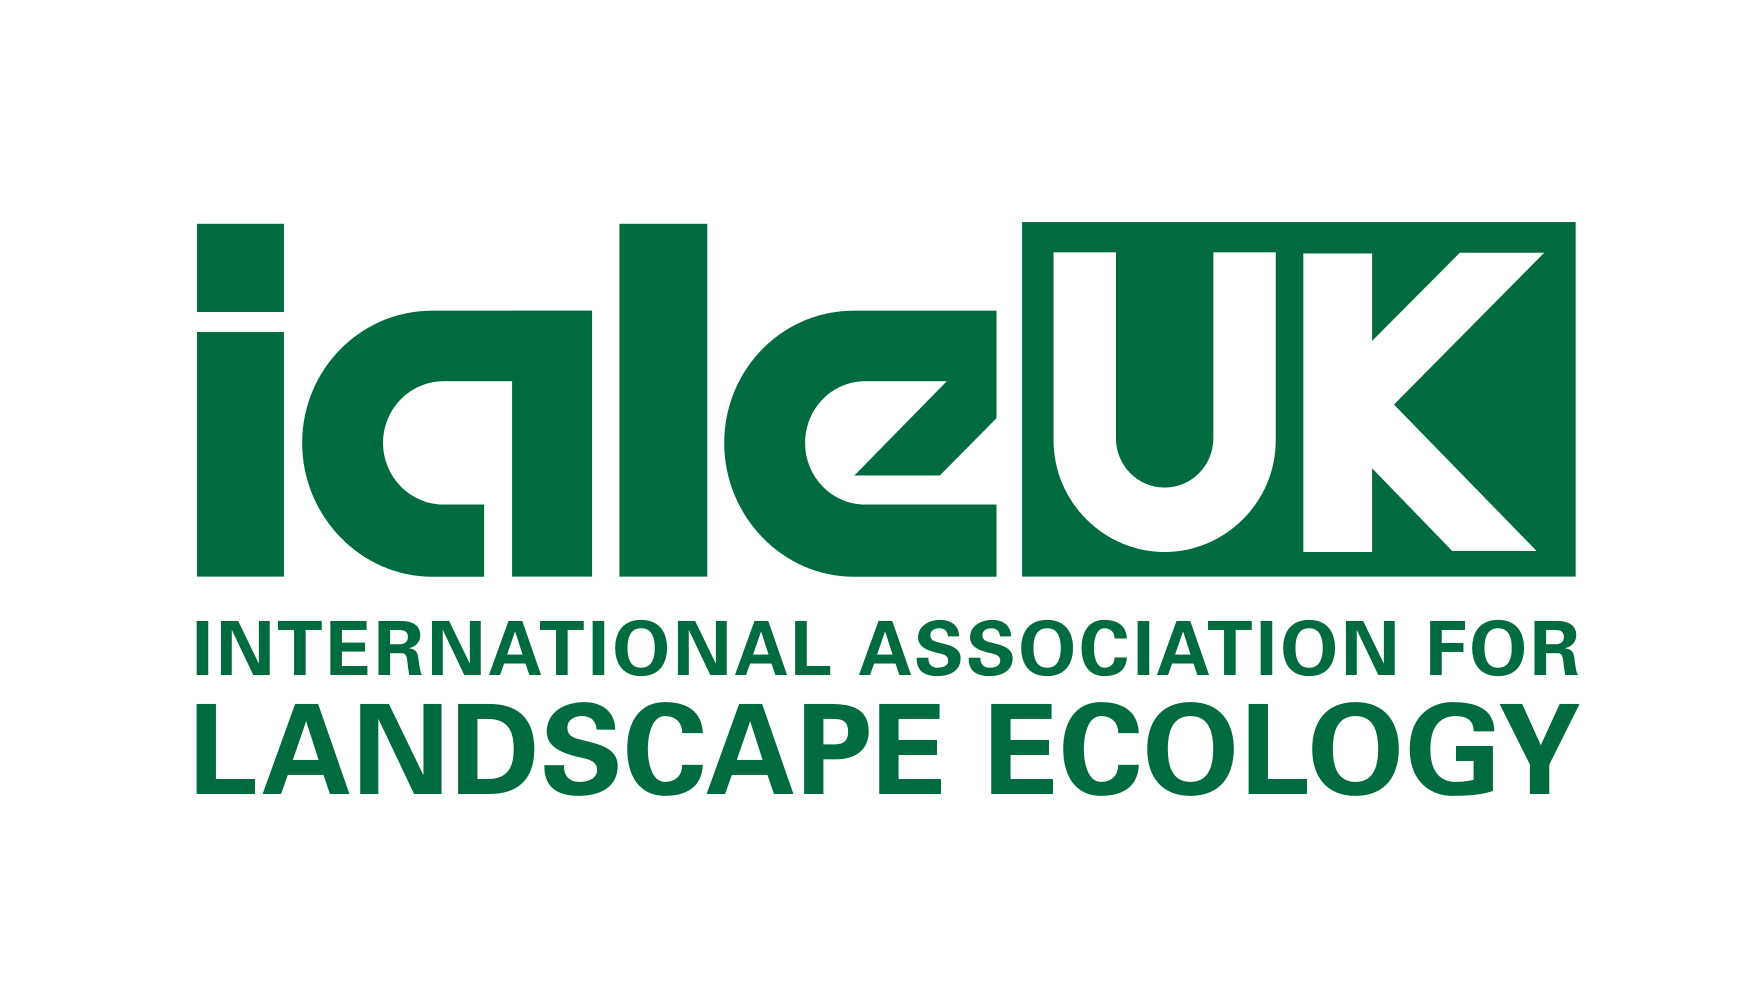 ialeUK
INTERNATIONAL ASSOCIATION FOR
LANDSCAPE ECOLOGY